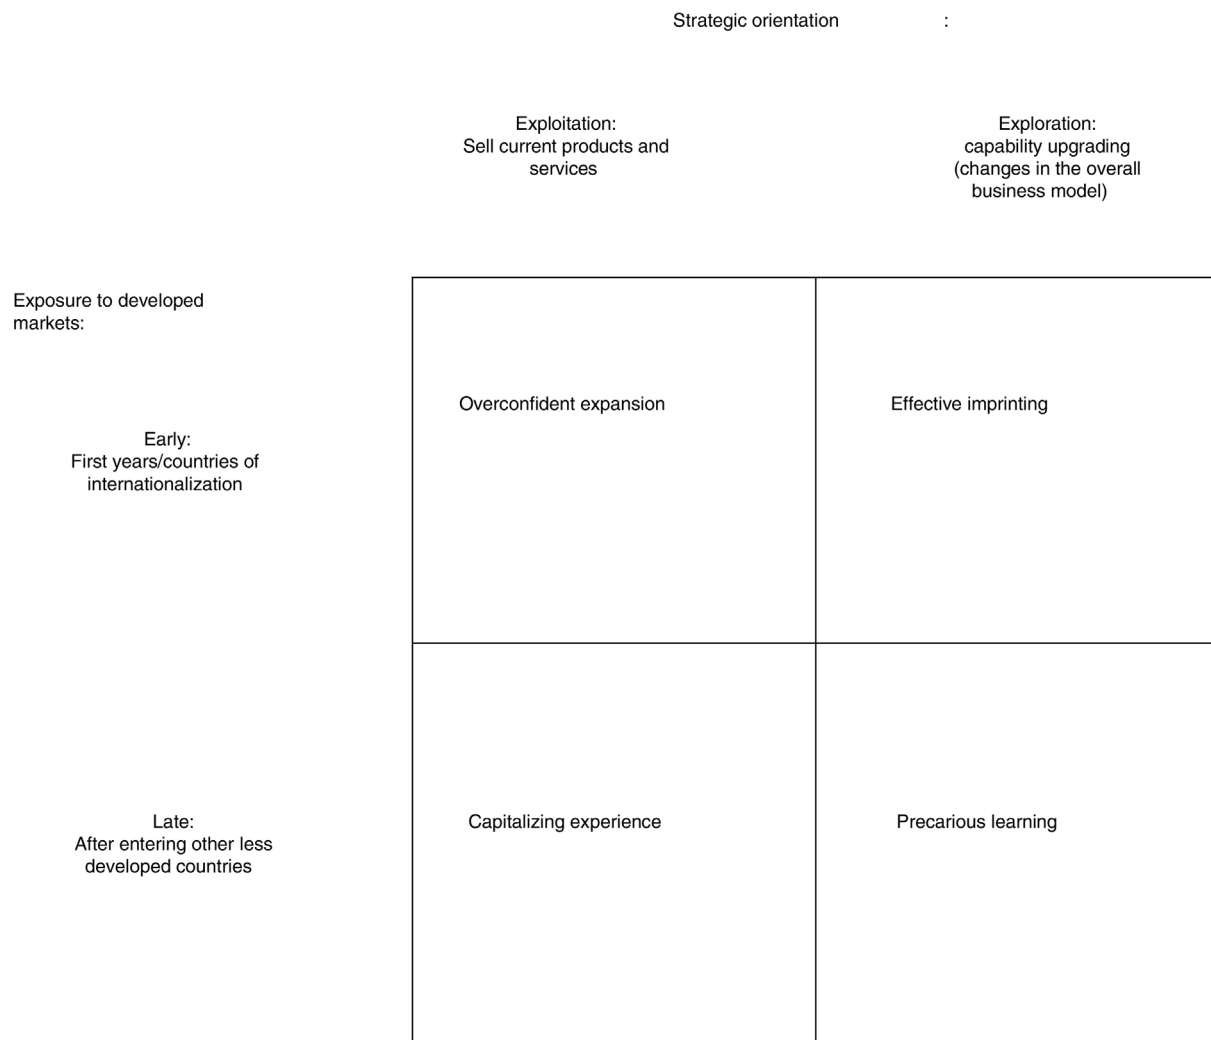 Strategic orientation :
Exploitation:
Sell current products and
services
Exploration:
capability upgrading
(changes in the overall
business model)
Exposure to developed
markets:
Early:
First years/countries of
internationalization
Overconfident expansion
Effective imprinting
Late:
After entering other less
developed countries
Capitalizing experience
Precarious learning